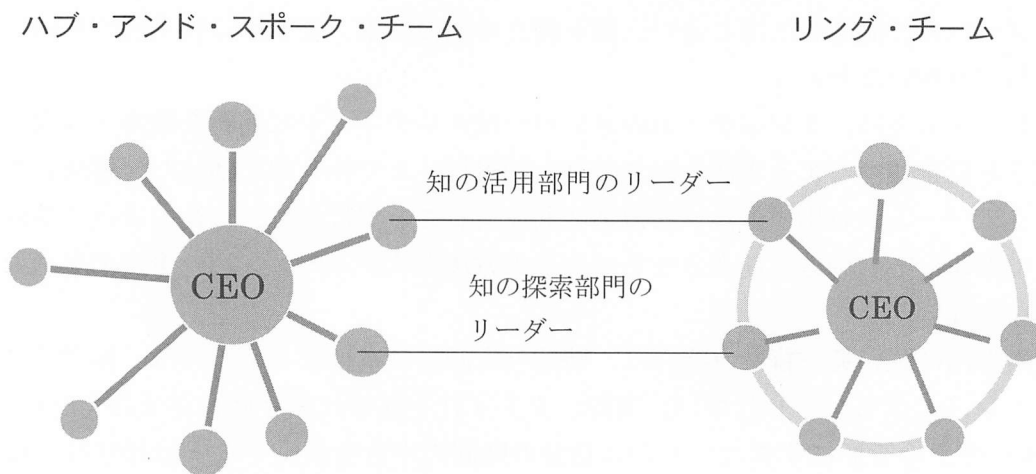 ハブ・アンド・スポーク・チーム
リング・チーム
知の活用部門のリーダー
知の探索部門の
リーダー
CEO
CEO